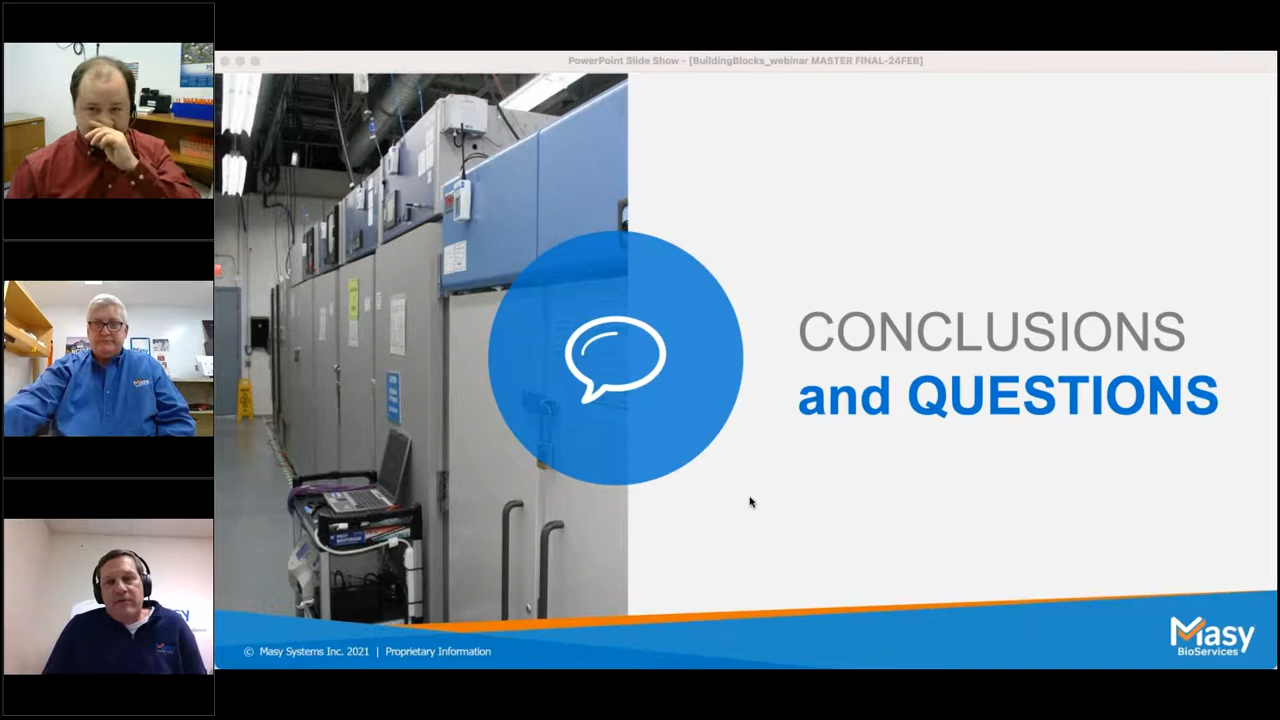 PowerPoint Slide Show - [BuildingBlocks_webinar MASTER FINAL-24FEB]
CONCLUSIONS
and QUESTIONS
© Masy Systems Inc. 2021 | Proprietary Information
Masy
BioServices